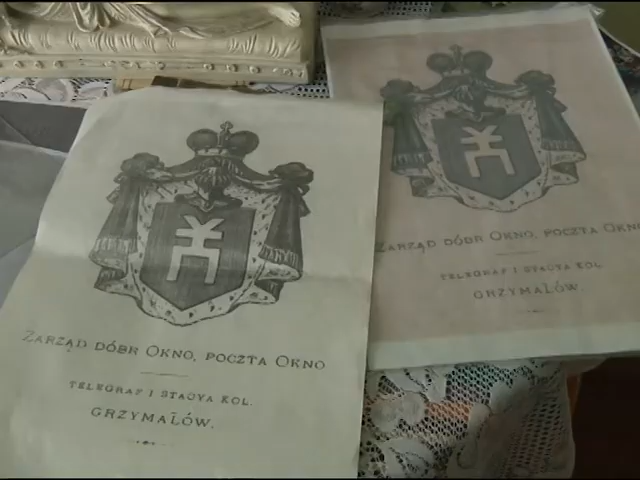 ZARZĄD DÓBR OKNO, POCZTA OKNO
TELEGRAF I STACYA KOL.
GRZYMAŁÓW.
ZARZĄD DÓBR OKNO, POCZTA OKNO
TELEGRAF I STACYA KOL.
GRZYMAŁÓW.